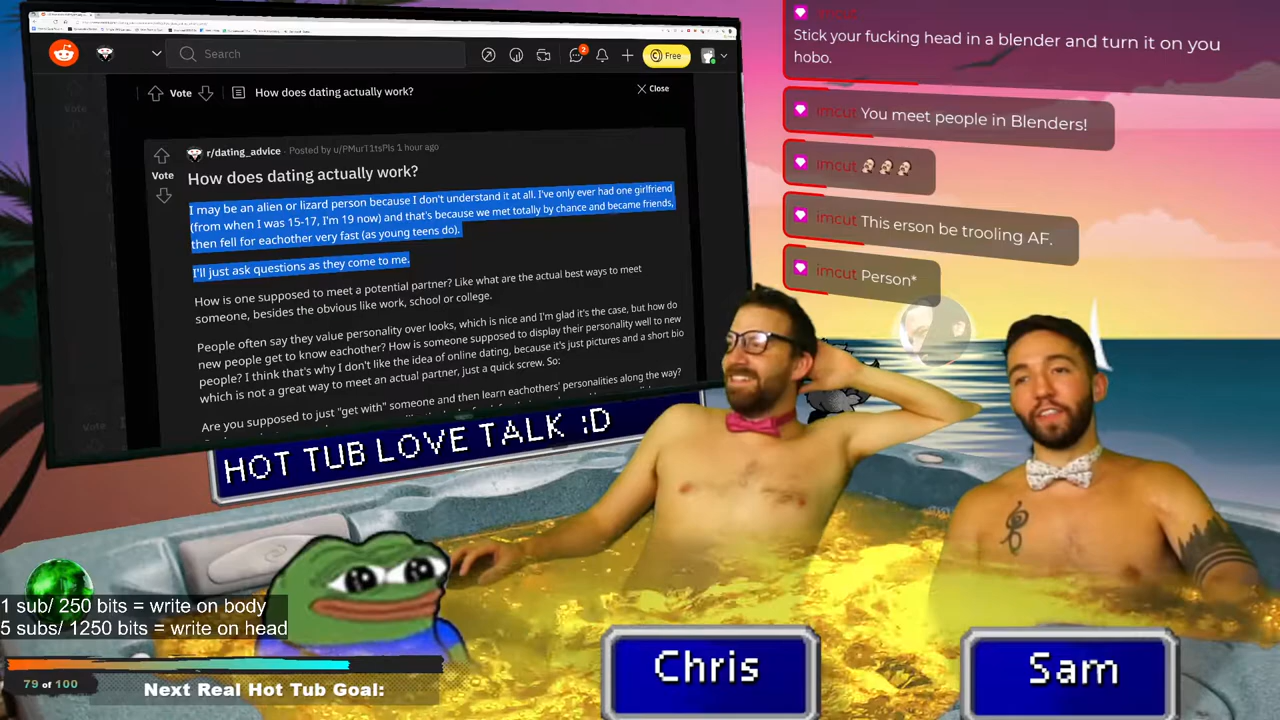 Search
2
Free
Vote
How does dating actually work?
Close
r/dating_advice · Posted by u/PMurT1tsPls 1 hour ago
Vote
How does dating actually work?
I may be an alien or lizard person because I don't understand it at all. I've only ever had one girlfriend
(from when I was 15-17, I'm 19 now) and that's because we met totally by chance and became friends,
then fell for eachother very fast (as young teens do).
I'll just ask questions as they come to me.
How is one supposed to meet a potential partner? Like what are the actual best ways to meet
someone, besides the obvious like work, school or college.
People often say they value personality over looks, which is nice and I'm glad it's the case, but how do
new people get to know eachother? How is someone supposed to display their personality well to new
people? I think that's why I don't like the idea of online dating, because it's just pictures and a short bio
which is not a great way to meet an actual partner, just a quick screw. So:
Are you supposed to just "get with" someone and then learn eachothers' personalities along the way?
HOT TUB LOVE TALK :D
imcut
Stick your fucking head in a blender and turn it on you
hobo.
imcut You meet people in Blenders!
imcut
imcut This erson be trooling AF.
imcut Person*
1 sub/ 250 bits = write on body
5 subs/ 1250 bits = write on head
79 of 100
Next Real Hot Tub Goal:
Chris
Sam